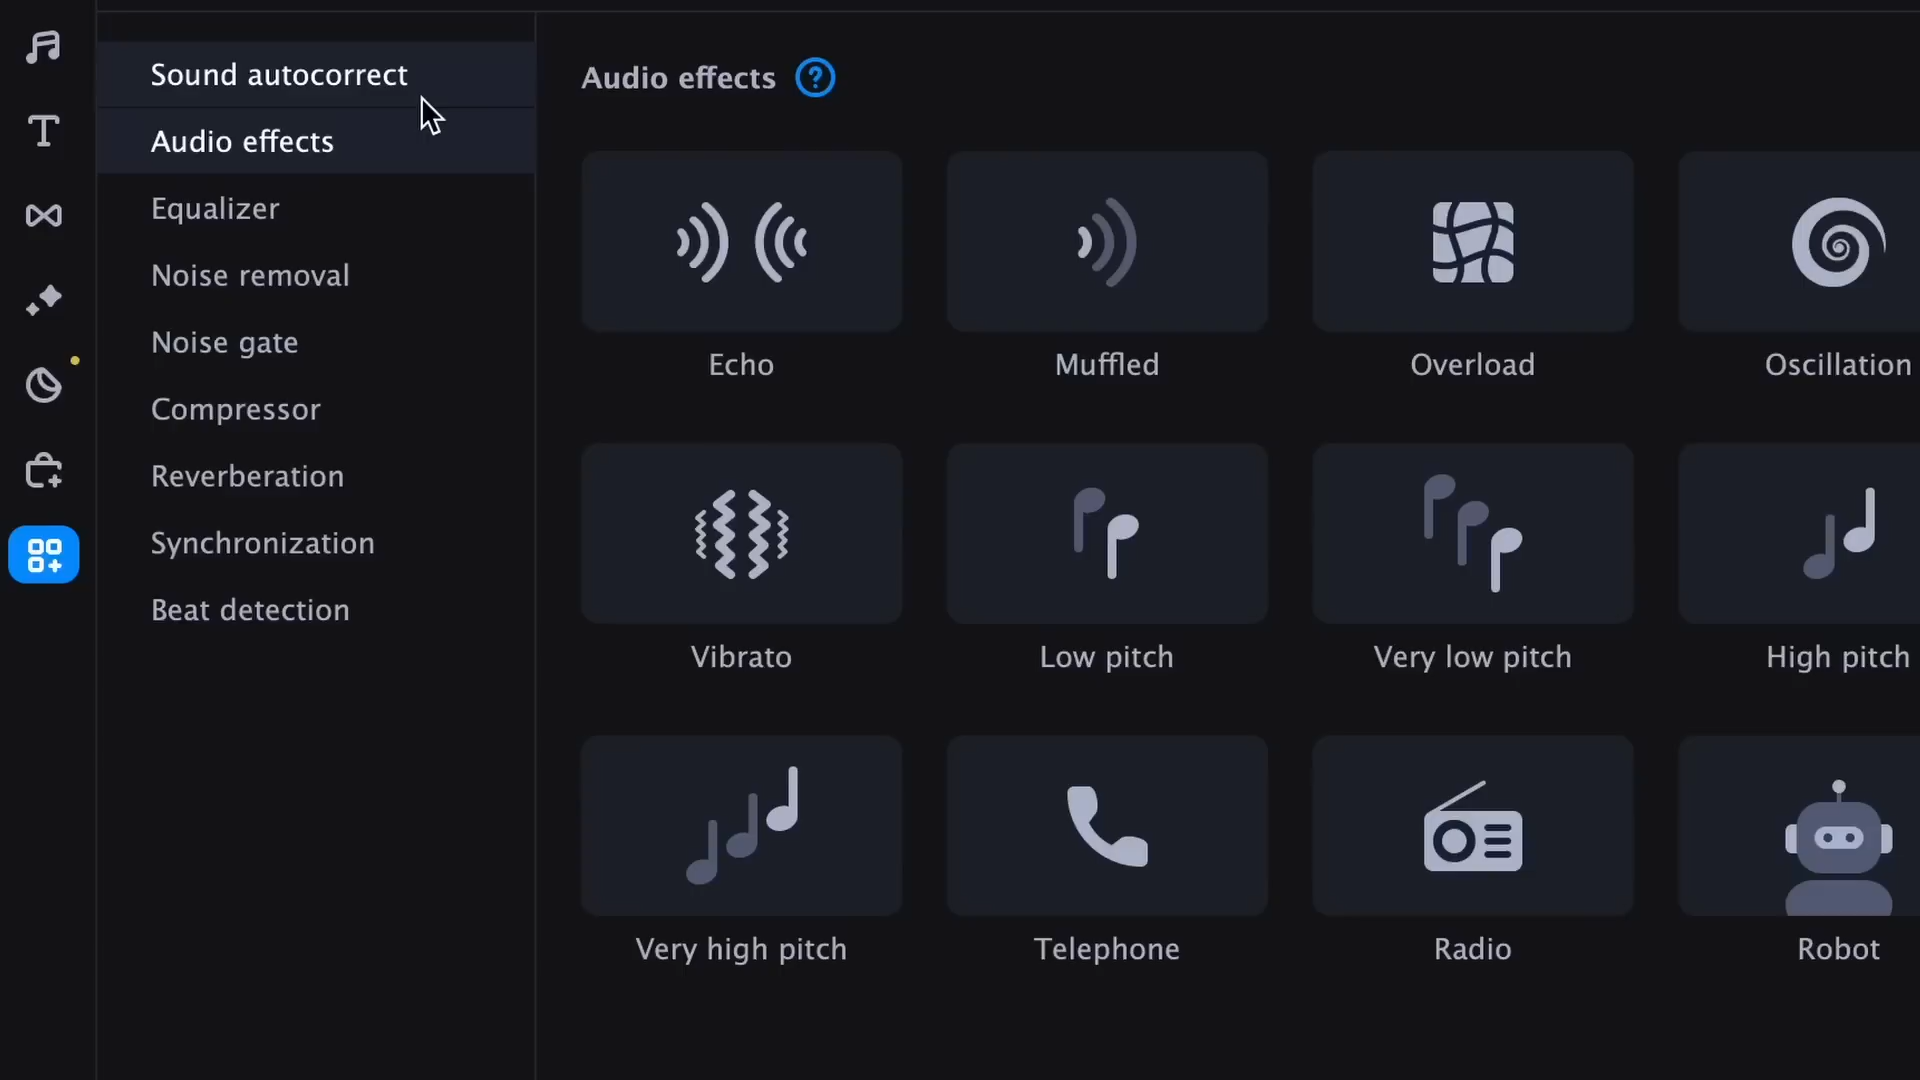 Sound autocorrect
Audio effects
Equalizer
Noise removal
Noise gate
Compressor
Reverberation
Synchronization
Beat detection
Audio effects ?
Echo
Muffled
Overload
Oscillation
Vibrato
Low pitch
Very low pitch
High pitch
Very high pitch
Telephone
Radio
Robot